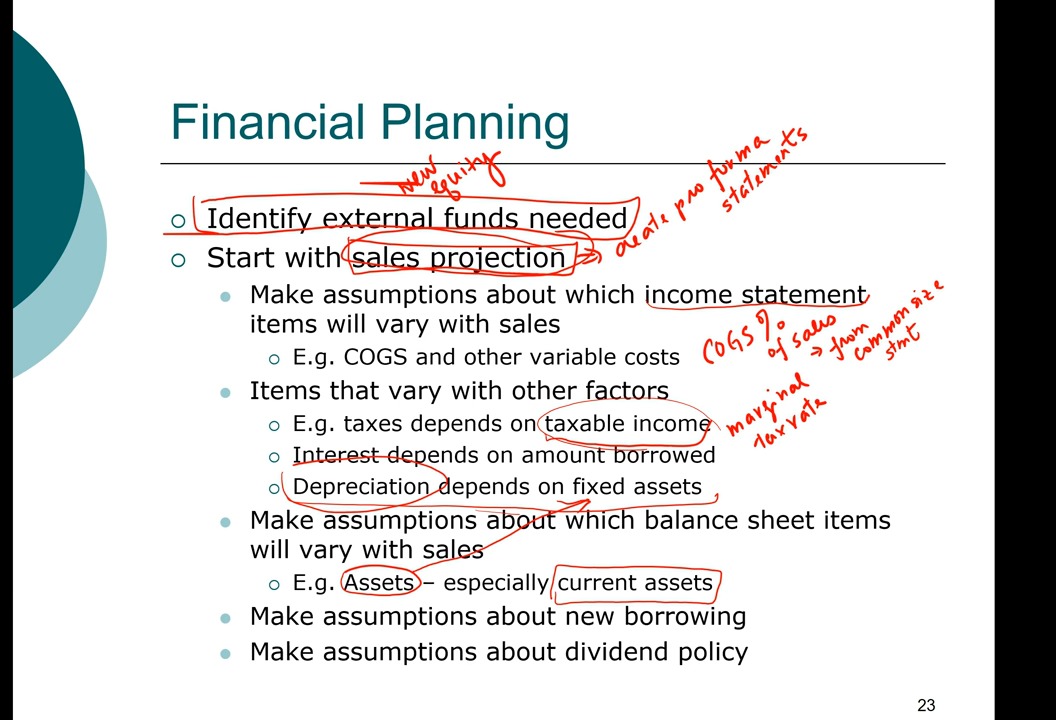 Financial Planning
new
equity
create pro forma
statements
Identify external funds needed
Start with sales projection
Make assumptions about which income statement
items will vary with sales
E.g. COGS and other variable costs
COGS %
of sales
→ from
common size
stmt
Items that vary with other factors
E.g. taxes depends on taxable income
marginal
tax rate
Interest depends on amount borrowed
Depreciation depends on fixed assets
Make assumptions about which balance sheet items
will vary with sales
E.g. Assets – especially current assets
Make assumptions about new borrowing
Make assumptions about dividend policy
23